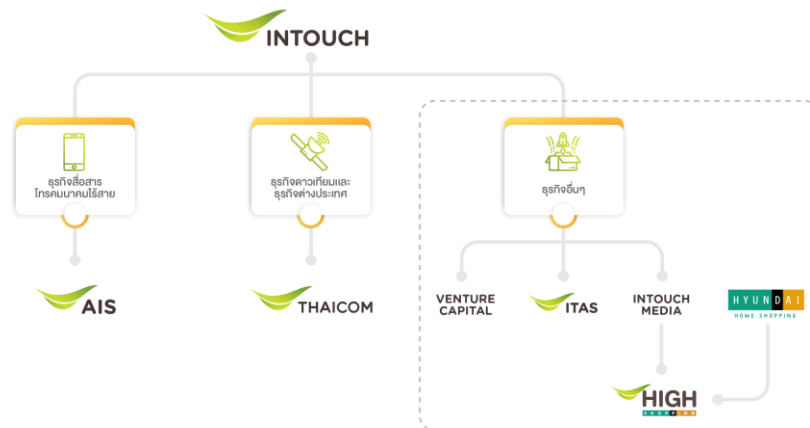 INTOUCH
ธุรกิจสื่อสาร
โทรคมนาคมไร้สาย
ธุรกิจดาวเทียมและ
ธุรกิจต่างประเทศ
ธุรกิจอื่นๆ
AIS
THAICOM
VENTURE
CAPITAL
ITAS
INTOUCH
MEDIA
HYUNDAI
HOME SHOPPING
HIGH
SHOPPING